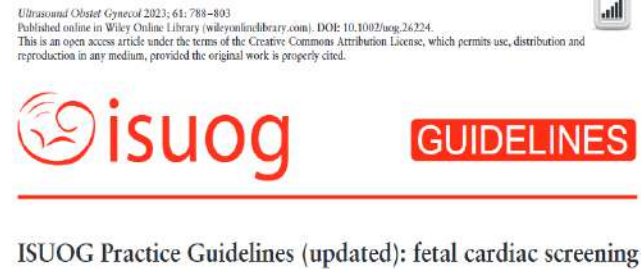 Ultrasound Obstet Gynecol 2023; 61: 788–803
Published online in Wiley Online Library (wileyonlinelibrary.com). DOI: 10.1002/uog.26224.
This is an open access article under the terms of the Creative Commons Attribution License, which permits use, distribution and
reproduction in any medium, provided the original work is properly cited.
isuog
GUIDELINES
ISUOG Practice Guidelines (updated): fetal cardiac screening